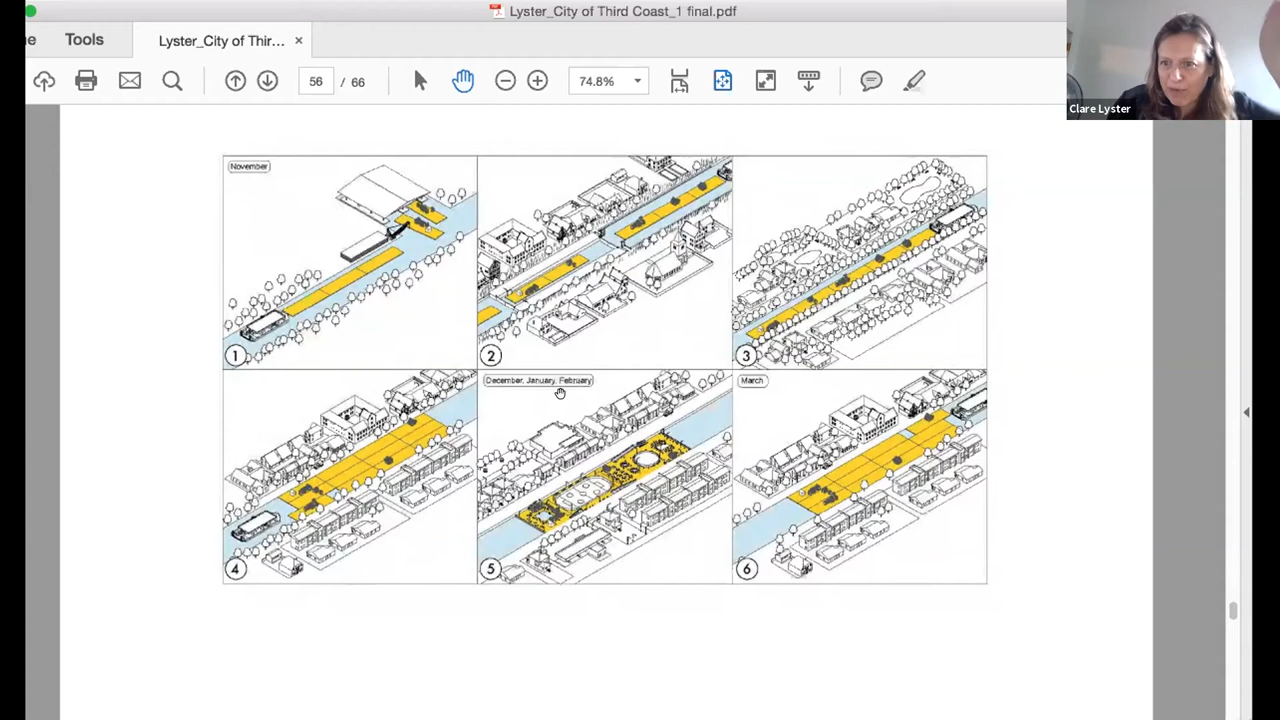 Lyster_City of Third Coast_1 final.pdf
e Tools Lyster_City of Thir... ×
56 / 66 74.8%
Clare Lyster
November
1
2
3
December, January, February
March
4
5
6